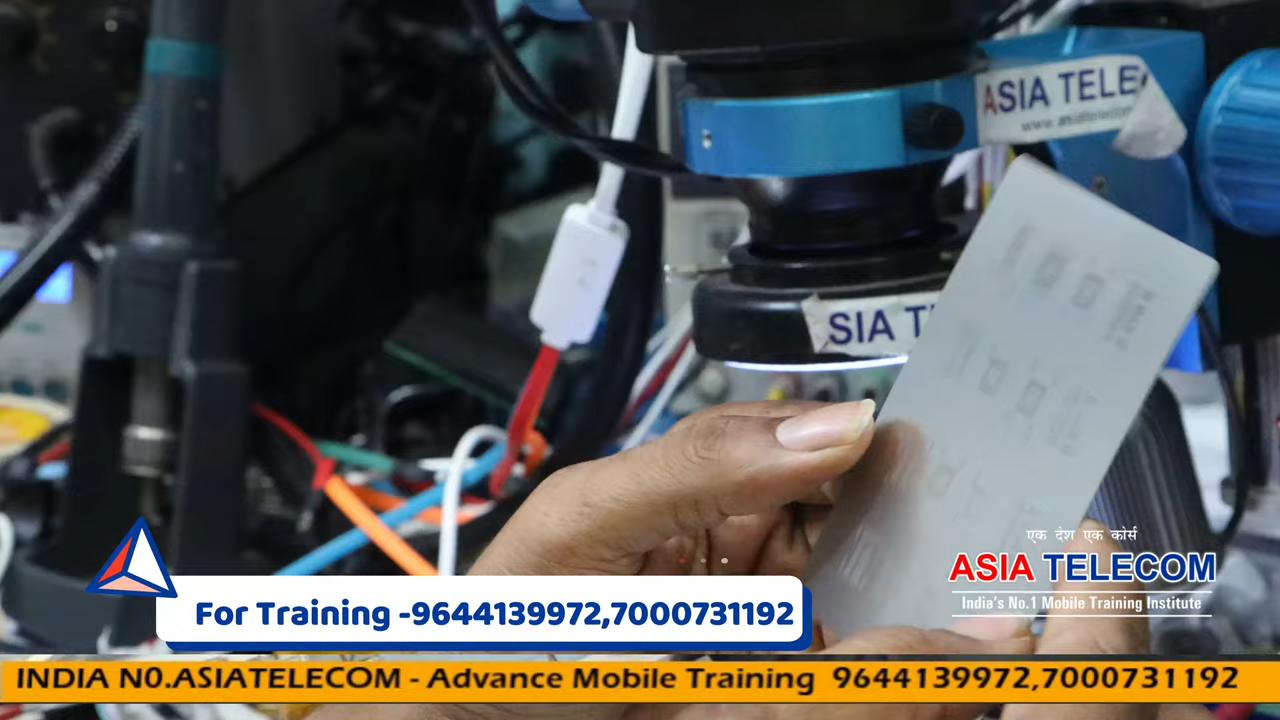 ASIA TELE
www.asiatelecom
SIA T
एक देश एक कोर्स
ASIA TELECOM
India's No.1 Mobile Training Institute
For Training -9644139972,7000731192
INDIA N0.ASIATELECOM - Advance Mobile Training 9644139972,7000731192